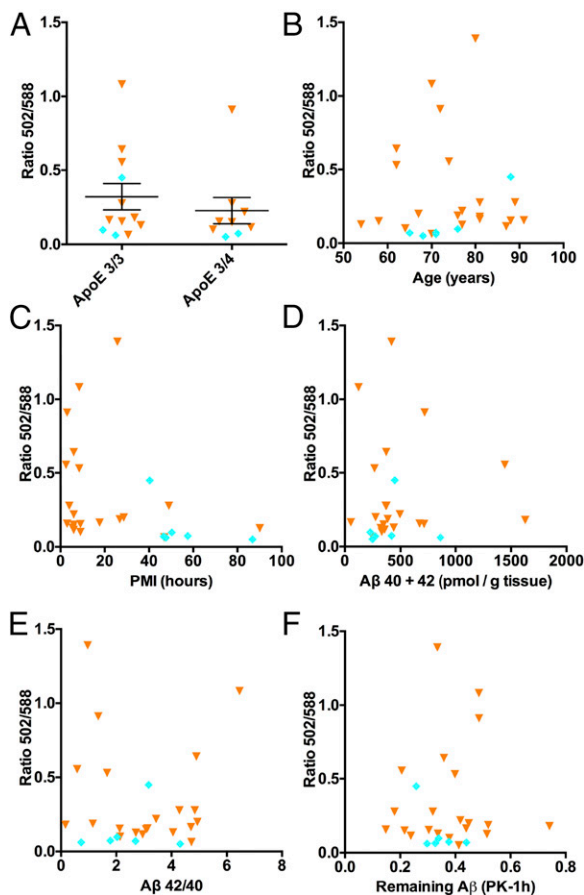 A
Ratio 502/588
1.5
1.0
0.5
0.0
ApoE 3/3
ApoE 3/4
B
Ratio 502/588
1.5
1.0
0.5
0.0
50 60 70 80 90 100
Age (years)
C
Ratio 502/588
1.5
1.0
0.5
0.0
0 20 40 60 80 100
PMI (hours)
D
Ratio 502/588
1.5
1.0
0.5
0.0
0 500 1000 1500 2000
Aβ 40 + 42 (pmol / g tissue)
E
Ratio 502/588
1.5
1.0
0.5
0.0
0 2 4 6 8
Aβ 42/40
F
Ratio 502/588
1.5
1.0
0.5
0.0
0.0 0.2 0.4 0.6 0.8
Remaining Aβ (PK-1h)